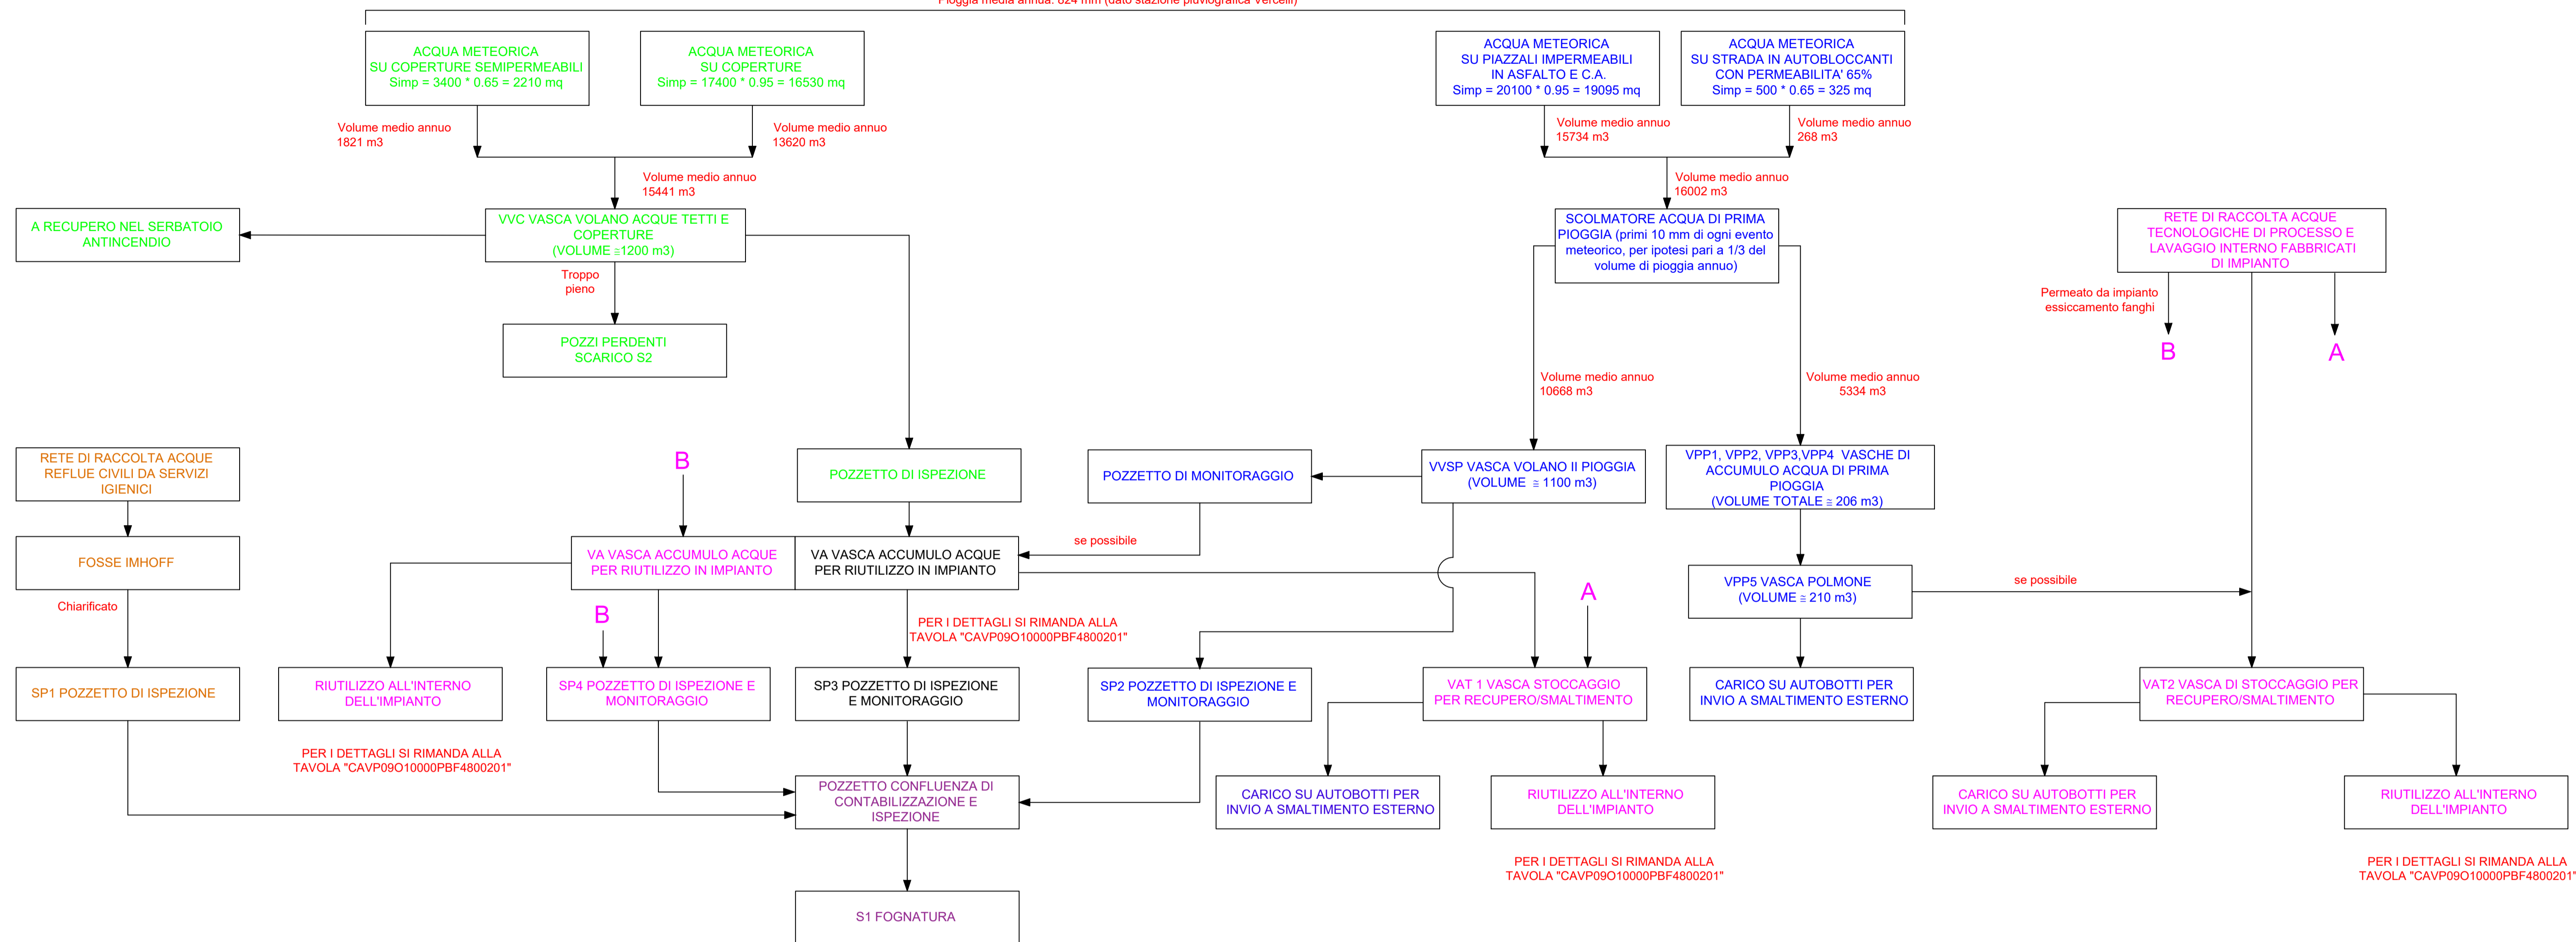 Pioggia media annua: 824 mm (dato stazione pluviografica Vercelli)
ACQUA METEORICA
SU COPERTURE SEMIPERMEABILI
Simp = 3400 * 0.65 = 2210 mq
ACQUA METEORICA
SU COPERTURE
Simp = 17400 * 0.95 = 16530 mq
ACQUA METEORICA
SU PIAZZALI IMPERMEABILI
IN ASFALTO E C.A.
Simp = 20100 * 0.95 = 19095 mq
ACQUA METEORICA
SU STRADA IN AUTOBLOCCANTI
CON PERMEABILITA' 65%
Simp = 500 * 0.65 = 325 mq
Volume medio annuo
1821 m3
Volume medio annuo
13620 m3
Volume medio annuo
15734 m3
Volume medio annuo
268 m3
Volume medio annuo
15441 m3
Volume medio annuo
16002 m3
A RECUPERO NEL SERBATOIO
ANTINCENDIO
VVC VASCA VOLANO ACQUE TETTI E
COPERTURE
(VOLUME ≅1200 m3)
SCOLMATORE ACQUA DI PRIMA
PIOGGIA (primi 10 mm di ogni evento
meteorico, per ipotesi pari a 1/3 del
volume di pioggia annuo)
RETE DI RACCOLTA ACQUE
TECNOLOGICHE DI PROCESSO E
LAVAGGIO INTERNO FABBRICATI
DI IMPIANTO
Troppo
pieno
Permeato da impianto
essiccamento fanghi
POZZI PERDENTI
SCARICO S2
B
A
Volume medio annuo
10668 m3
Volume medio annuo
5334 m3
RETE DI RACCOLTA ACQUE
REFLUE CIVILI DA SERVIZI
IGIENICI
B
POZZETTO DI ISPEZIONE
POZZETTO DI MONITORAGGIO
VVSP VASCA VOLANO II PIOGGIA
(VOLUME ≅ 1100 m3)
VPP1, VPP2, VPP3,VPP4 VASCHE DI
ACCUMULO ACQUA DI PRIMA
PIOGGIA
(VOLUME TOTALE ≅ 206 m3)
FOSSE IMHOFF
VA VASCA ACCUMULO ACQUE
PER RIUTILIZZO IN IMPIANTO
VA VASCA ACCUMULO ACQUE
PER RIUTILIZZO IN IMPIANTO
se possibile
VPP5 VASCA POLMONE
(VOLUME ≅ 210 m3)
se possibile
Chiarificato
B
A
PER I DETTAGLI SI RIMANDA ALLA
TAVOLA "CAVP09O10000PBF4800201"
SP1 POZZETTO DI ISPEZIONE
RIUTILIZZO ALL'INTERNO
DELL'IMPIANTO
SP4 POZZETTO DI ISPEZIONE E
MONITORAGGIO
SP3 POZZETTO DI ISPEZIONE
E MONITORAGGIO
SP2 POZZETTO DI ISPEZIONE E
MONITORAGGIO
VAT 1 VASCA STOCCAGGIO
PER RECUPERO/SMALTIMENTO
CARICO SU AUTOBOTTI PER
INVIO A SMALTIMENTO ESTERNO
VAT2 VASCA DI STOCCAGGIO PER
RECUPERO/SMALTIMENTO
PER I DETTAGLI SI RIMANDA ALLA
TAVOLA "CAVP09O10000PBF4800201"
POZZETTO CONFLUENZA DI
CONTABILIZZAZIONE E
ISPEZIONE
CARICO SU AUTOBOTTI PER
INVIO A SMALTIMENTO ESTERNO
RIUTILIZZO ALL'INTERNO
DELL'IMPIANTO
CARICO SU AUTOBOTTI PER
INVIO A SMALTIMENTO ESTERNO
RIUTILIZZO ALL'INTERNO
DELL'IMPIANTO
PER I DETTAGLI SI RIMANDA ALLA
TAVOLA "CAVP09O10000PBF4800201"
PER I DETTAGLI SI RIMANDA ALLA
TAVOLA "CAVP09O10000PBF4800201"
S1 FOGNATURA